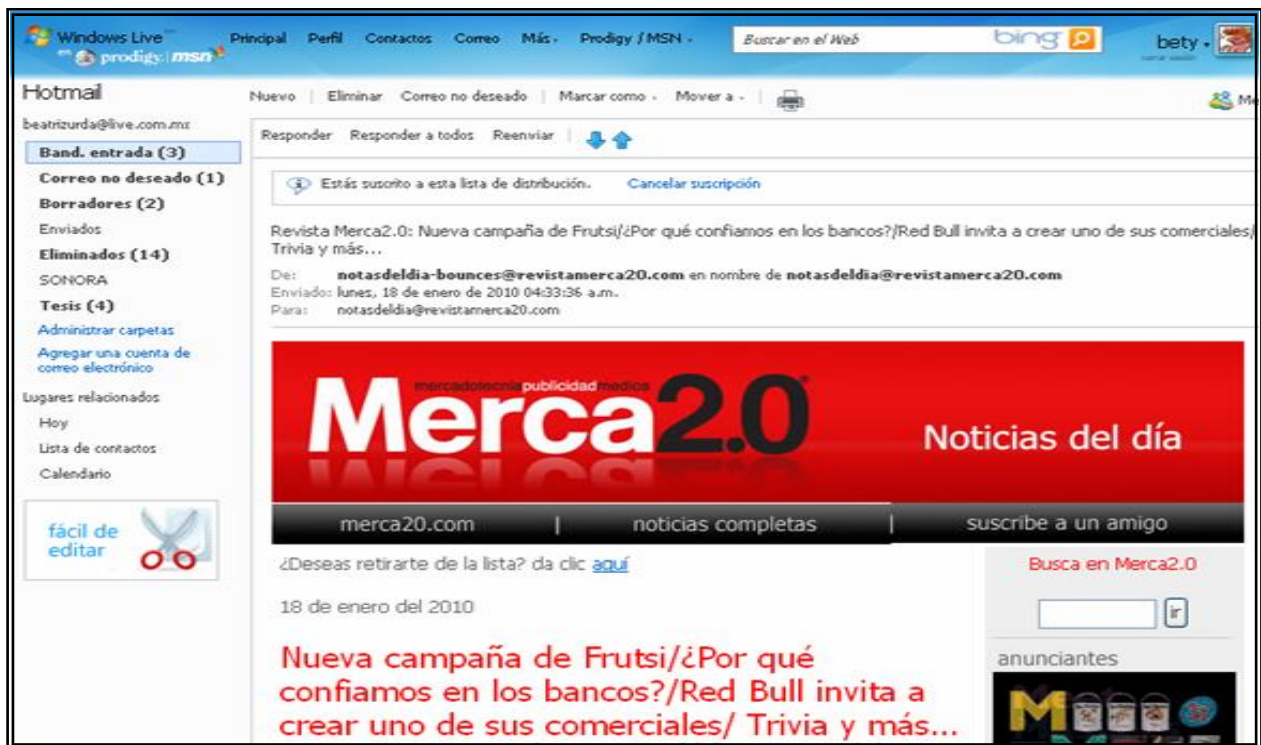 Windows Live™ Principal Perfil Contactos Correo Más Prodigy / MSN Buscar en el Web bing bety
en prodigy msn cerrar sesión
Hotmail
beatrizurda@live.com.mx
Band. entrada (3)
Correo no deseado (1)
Borradores (2)
Enviados
Eliminados (14)
SONORA
Tesis (4)
Administrar carpetas
Agregar una cuenta de
correo electrónico
Lugares relacionados
Hoy
Lista de contactos
Calendario
fácil de
editar
Nuevo | Eliminar Correo no deseado | Marcar como Mover a | Me
Responder Responder a todos Reenviar |
Estás suscrito a esta lista de distribución. Cancelar suscripción
Revista Merca2.0: Nueva campaña de Frutsi/¿Por qué confiamos en los bancos?/Red Bull invita a crear uno de sus comerciales/
Trivia y más...
De: notasdeldia-bounces@revistamerca20.com en nombre de notasdeldia@revistamerca20.com
Enviado: lunes, 18 de enero de 2010 04:33:36 a.m.
Para: notasdeldia@revistamerca20.com
mercadotecnia publicidad medios
Merca2.0®
Noticias del día
merca20.com | noticias completas | suscribe a un amigo
¿Deseas retirarte de la lista? da clic aquí
18 de enero del 2010
Nueva campaña de Frutsi/¿Por qué
confiamos en los bancos?/Red Bull invita a
crear uno de sus comerciales/ Trivia y más...
Busca en Merca2.0
ir
anunciantes